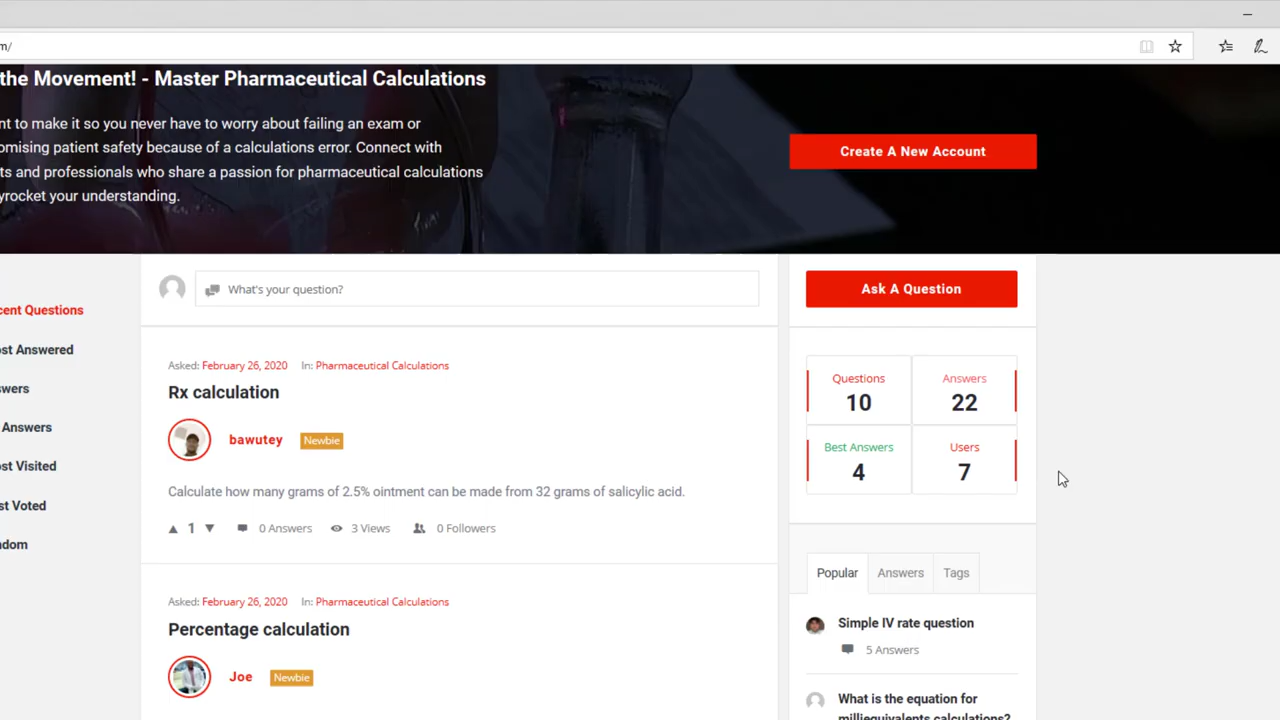 m/
the Movement! - Master Pharmaceutical Calculations
nt to make it so you never have to worry about failing an exam or
omising patient safety because of a calculations error. Connect with
ts and professionals who share a passion for pharmaceutical calculations
yrocket your understanding.
Create A New Account
What's your question?
Ask A Question
cent Questions
ost Answered
swers
Answers
ost Visited
st Voted
ndom
Asked: February 26, 2020 In: Pharmaceutical Calculations
Rx calculation
bawutey Newbie
Calculate how many grams of 2.5% ointment can be made from 32 grams of salicylic acid.
1 0 Answers 3 Views 0 Followers
Asked: February 26, 2020 In: Pharmaceutical Calculations
Percentage calculation
Joe Newbie
Questions Answers
10 22
Best Answers Users
4 7
Popular Answers Tags
Simple IV rate question
5 Answers
What is the equation for
milliequivalents calculations?